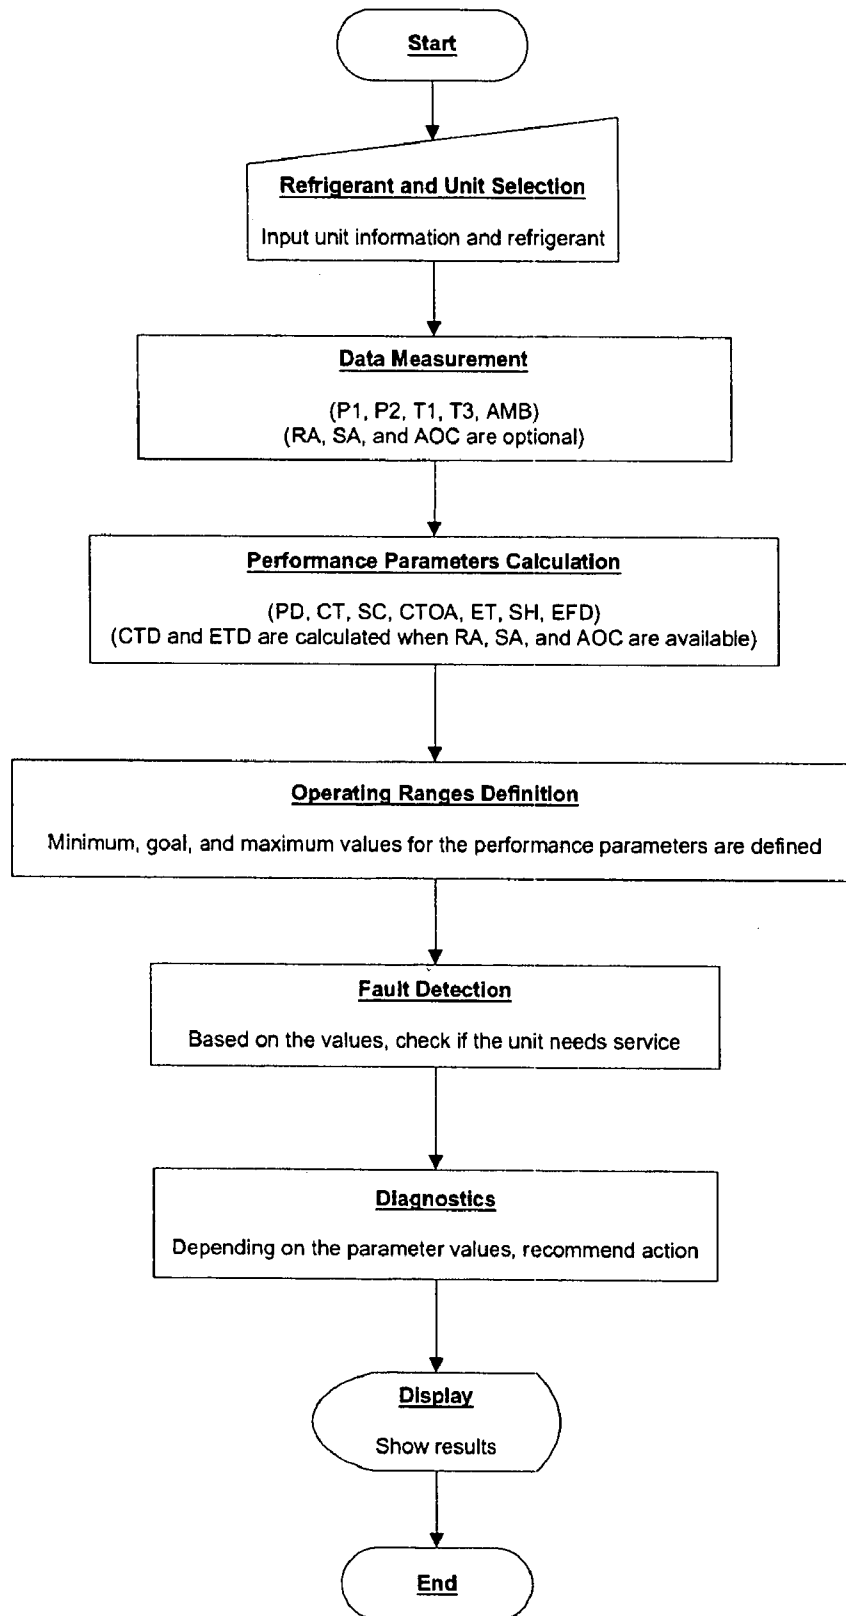 Start
Refrigerant and Unit Selection
Input unit information and refrigerant
Data Measurement
(P1, P2, T1, T3, AMB)
(RA, SA, and AOC are optional)
Performance Parameters Calculation
(PD, CT, SC, CTOA, ET, SH, EFD)
(CTD and ETD are calculated when RA, SA, and AOC are available)
Operating Ranges Definition
Minimum, goal, and maximum values for the performance parameters are defined
Fault Detection
Based on the values, check if the unit needs service
Diagnostics
Depending on the parameter values, recommend action
Display
Show results
End